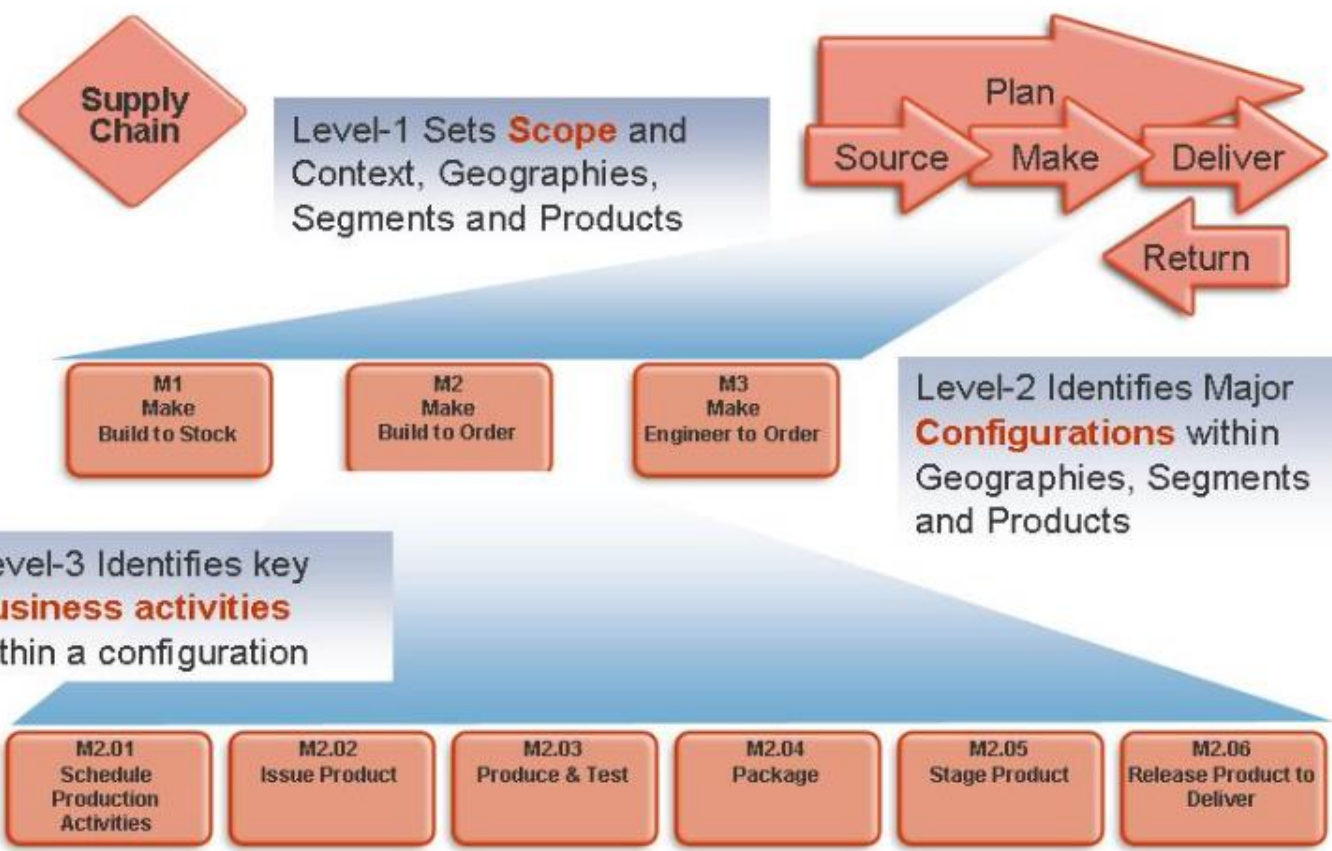 Supply
Chain
Level-1 Sets Scope and
Context, Geographies,
Segments and Products
Plan
Source
Make
Deliver
Return
M1
Make
Build to Stock
M2
Make
Build to Order
M3
Make
Engineer to Order
Level-2 Identifies Major
Configurations within
Geographies, Segments
and Products
evel-3 Identifies key
usiness activities
thin a configuration
M2.01
Schedule
Production
Activities
M2.02
Issue Product
M2.03
Produce & Test
M2.04
Package
M2.05
Stage Product
M2.06
Release Product to
Deliver